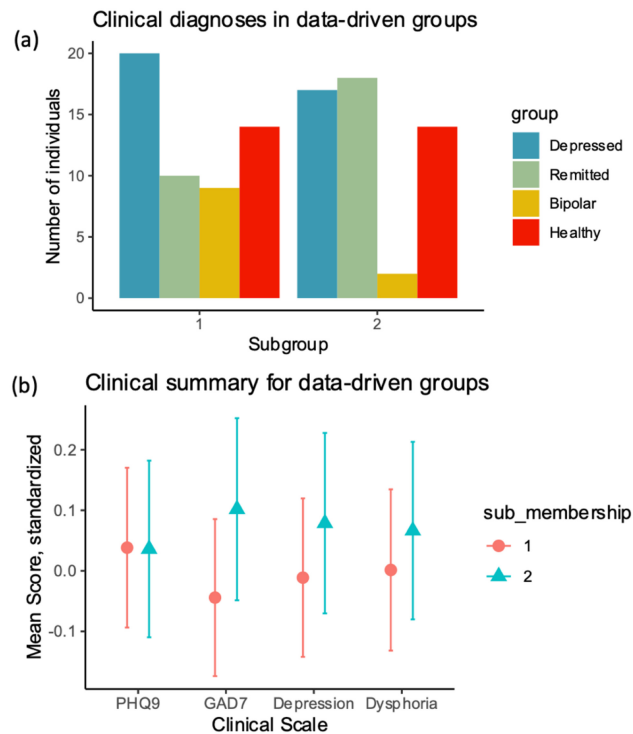 (a)
Clinical diagnoses in data-driven groups
Number of individuals
20
15
10
5
0
1
2
Subgroup
group
Depressed
Remitted
Bipolar
Healthy
(b)
Clinical summary for data-driven groups
Mean Score, standardized
0.2
0.1
0.0
-0.1
PHQ9
GAD7
Depression
Dysphoria
Clinical Scale
sub_membership
1
2